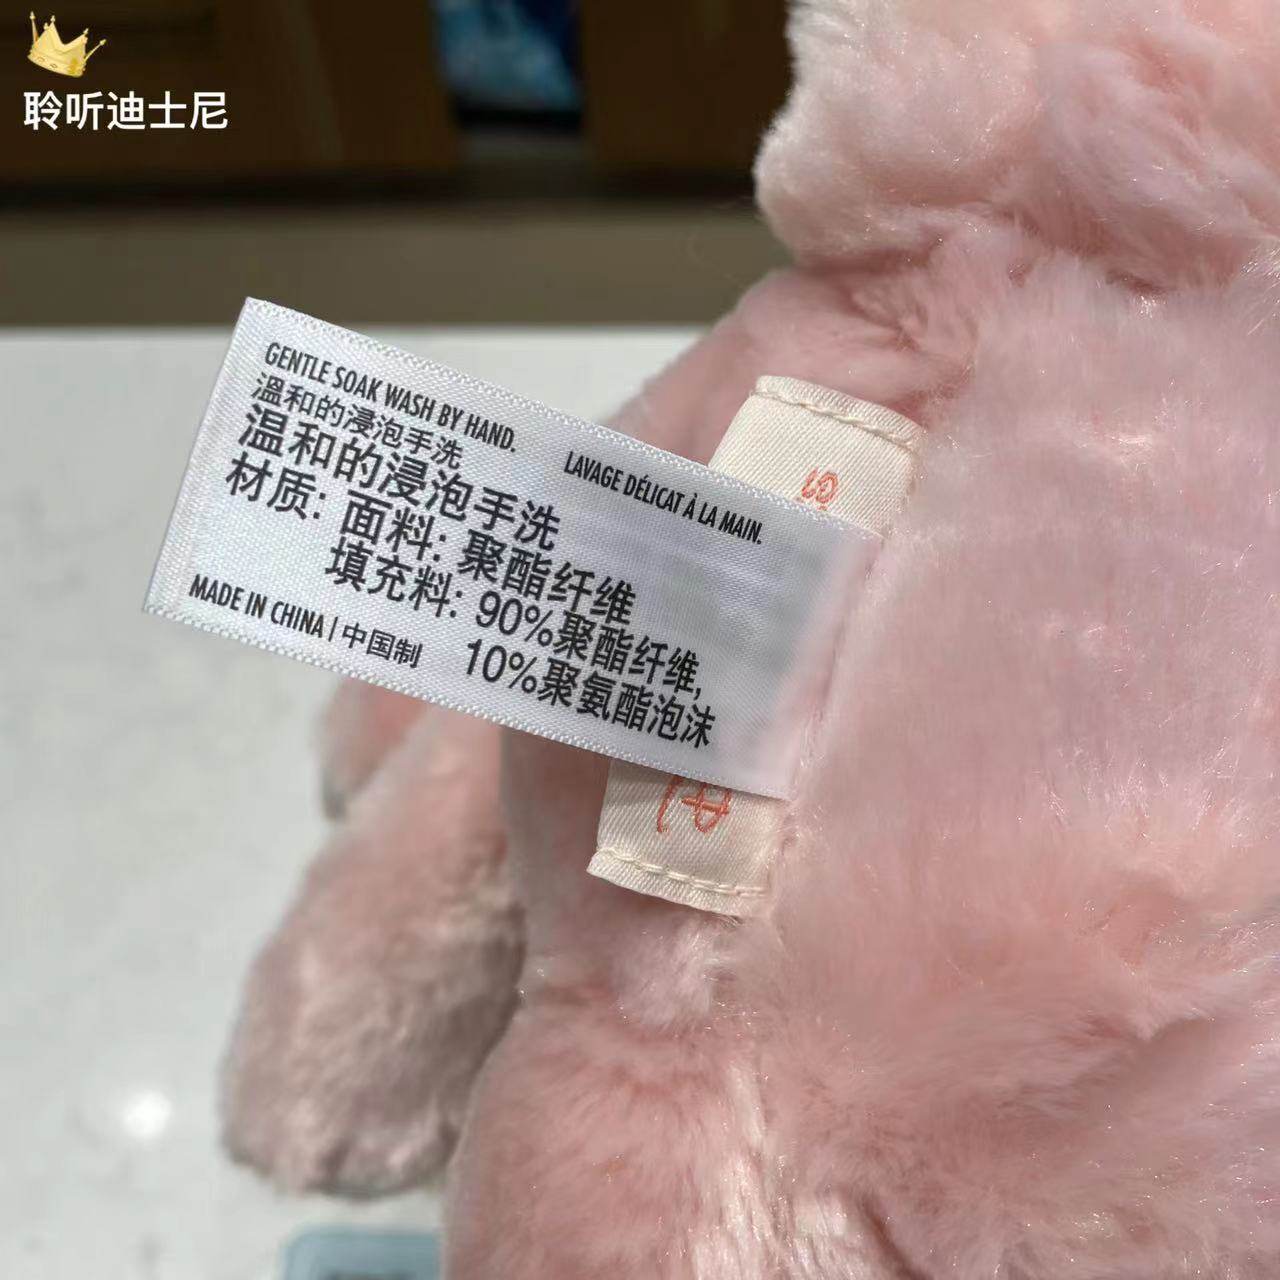 聆听迪士尼
GENTLE SOAK WASH BY HAND.
LAVAGE DÉLICAT À LA MAIN.
溫和的浸泡手洗
温和的浸泡手洗
材质: 面料: 聚酯纤维
填充料: 90%聚酯纤维,
10%聚氨酯泡沫
MADE IN CHINA | 中国制